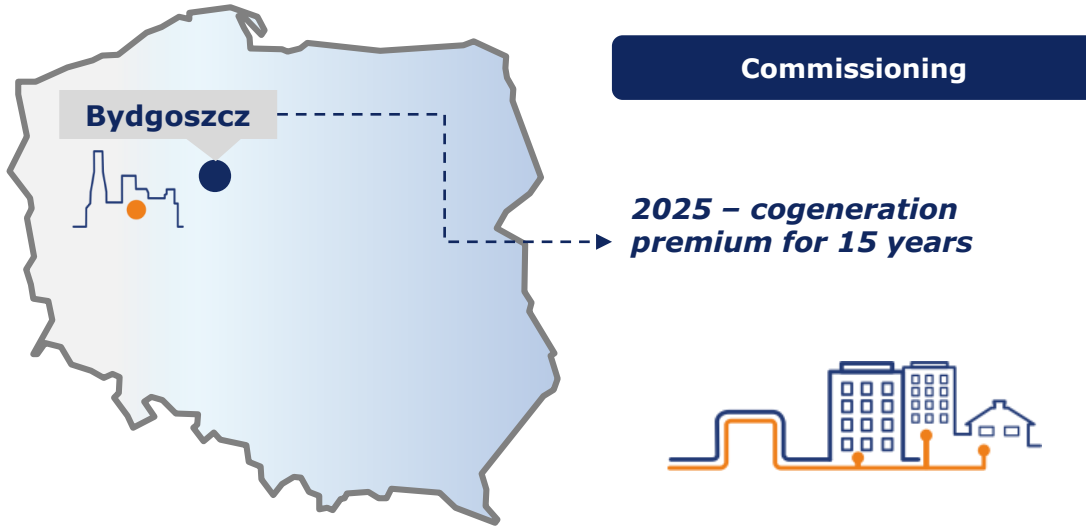 Commissioning
Bydgoszcz
2025 – cogeneration
premium for 15 years